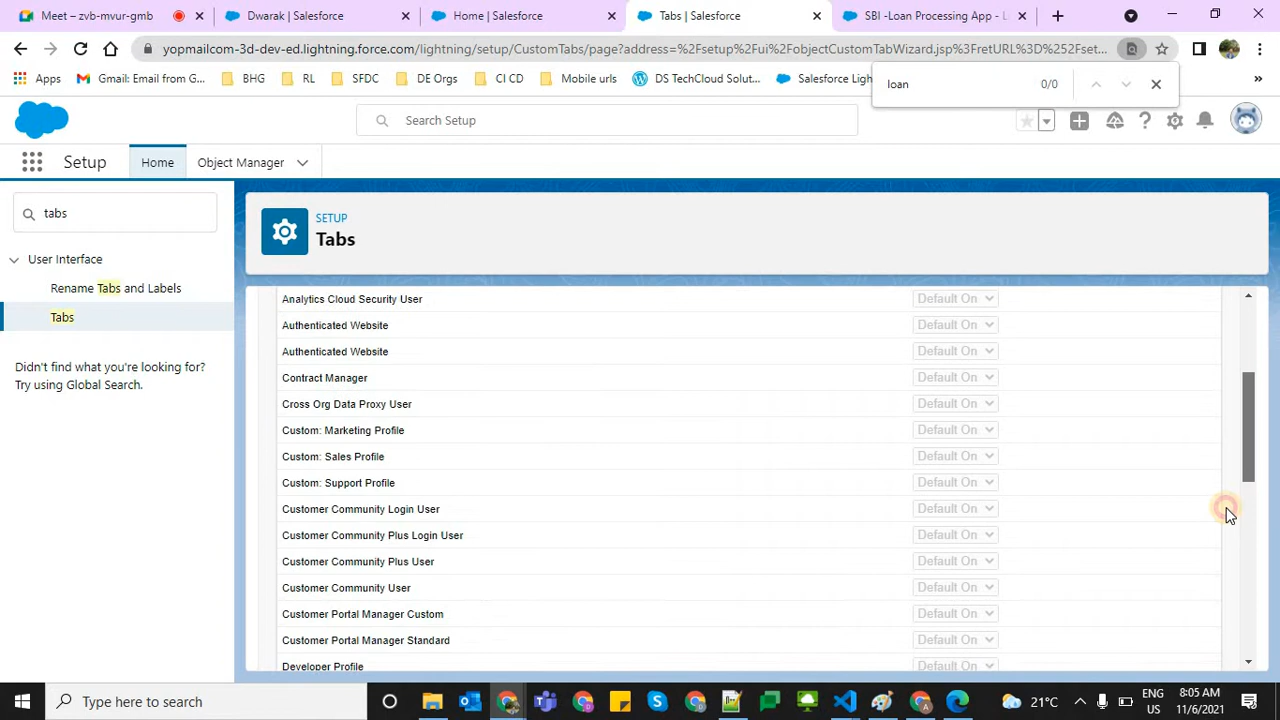 Meet – zvb-mvur-gmb
Dwarak | Salesforce
Home | Salesforce
Tabs | Salesforce
SBI -Loan Processing App - L
yopmailcom-3d-dev-ed.lightning.force.com/lightning/setup/CustomTabs/page?address=%2Fsetup%2Fui%2FobjectCustomTabWizard.jsp%3FretURL%3D%252Fset...
Apps
Gmail: Email from G...
BHG
RL
SFDC
DE Orgs
CI CD
Mobile urls
DS TechCloud Solut...
Salesforce Ligh
»
loan
0/0
Search Setup
Setup
Home
Object Manager
tabs
User Interface
Rename Tabs and Labels
Tabs
Didn't find what you're looking for?
Try using Global Search.
SETUP
Tabs
Analytics Cloud Security User Default On
Authenticated Website Default On
Authenticated Website Default On
Contract Manager Default On
Cross Org Data Proxy User Default On
Custom: Marketing Profile Default On
Custom: Sales Profile Default On
Custom: Support Profile Default On
Customer Community Login User Default On
Customer Community Plus Login User Default On
Customer Community Plus User Default On
Customer Community User Default On
Customer Portal Manager Custom Default On
Customer Portal Manager Standard Default On
Developer Profile Default On
Type here to search
21°C
ENG
US
8:05 AM
11/6/2021